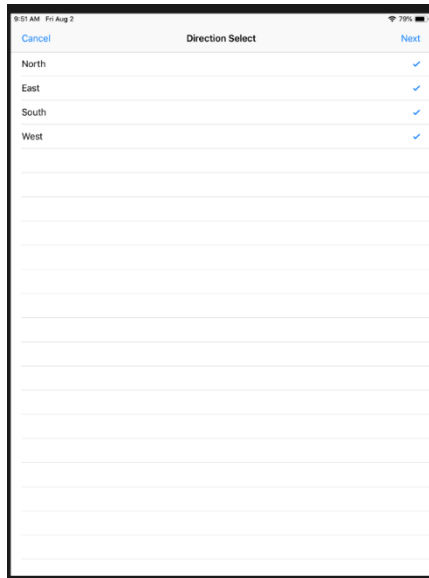 9:51 AM Fri Aug 2 79%
Cancel Direction Select Next
North
East
South
West